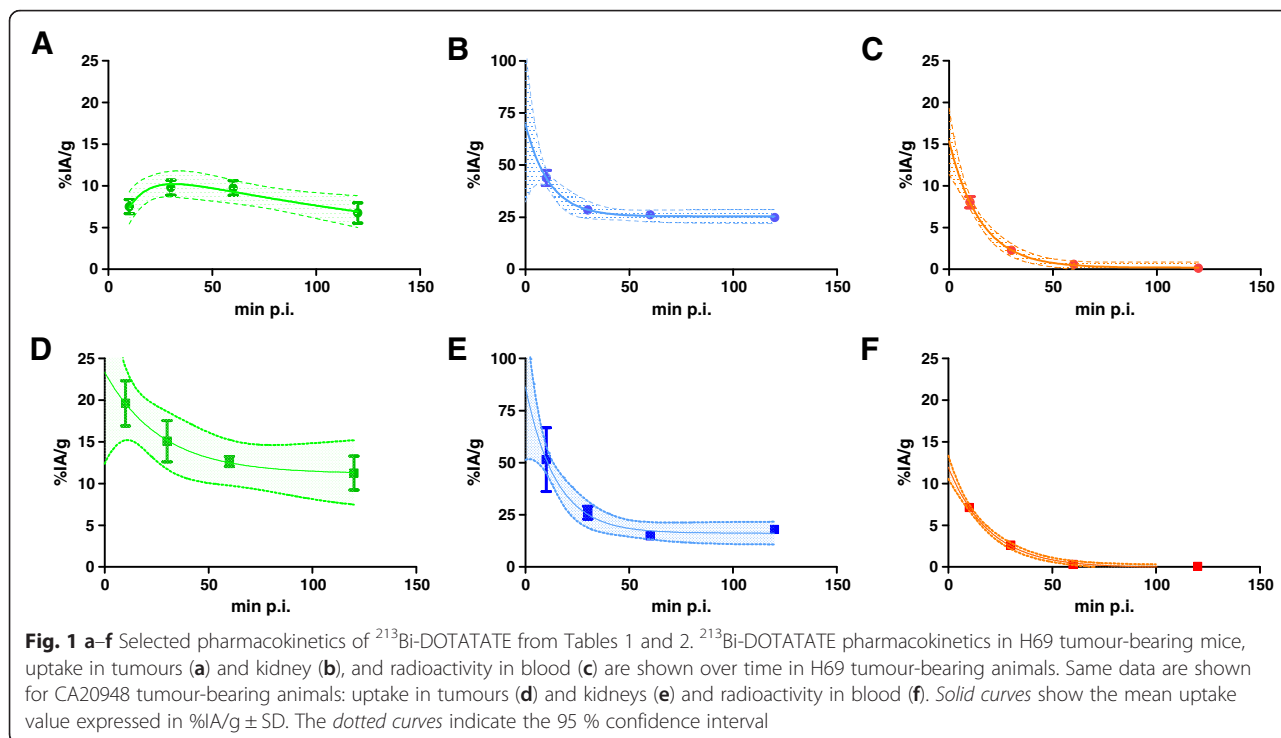 A
B
C
25
20
15
10
5
0
%IA/g
0
50
100
150
min p.i.
100
75
50
25
0
%IA/g
0
50
100
150
min p.i.
25
20
15
10
5
0
%IA/g
0
50
100
150
min p.i.
D
E
F
25
20
15
10
5
0
%IA/g
0
50
100
150
min p.i.
100
75
50
25
0
%IA/g
0
50
100
150
min p.i.
25
20
15
10
5
0
%IA/g
0
50
100
150
min p.i.
Fig. 1 a–f Selected pharmacokinetics of ²¹³Bi-DOTATATE from Tables 1 and 2. ²¹³Bi-DOTATATE pharmacokinetics in H69 tumour-bearing mice,
uptake in tumours (a) and kidney (b), and radioactivity in blood (c) are shown over time in H69 tumour-bearing animals. Same data are shown
for CA20948 tumour-bearing animals: uptake in tumours (d) and kidneys (e) and radioactivity in blood (f). Solid curves show the mean uptake
value expressed in %IA/g ± SD. The dotted curves indicate the 95 % confidence interval